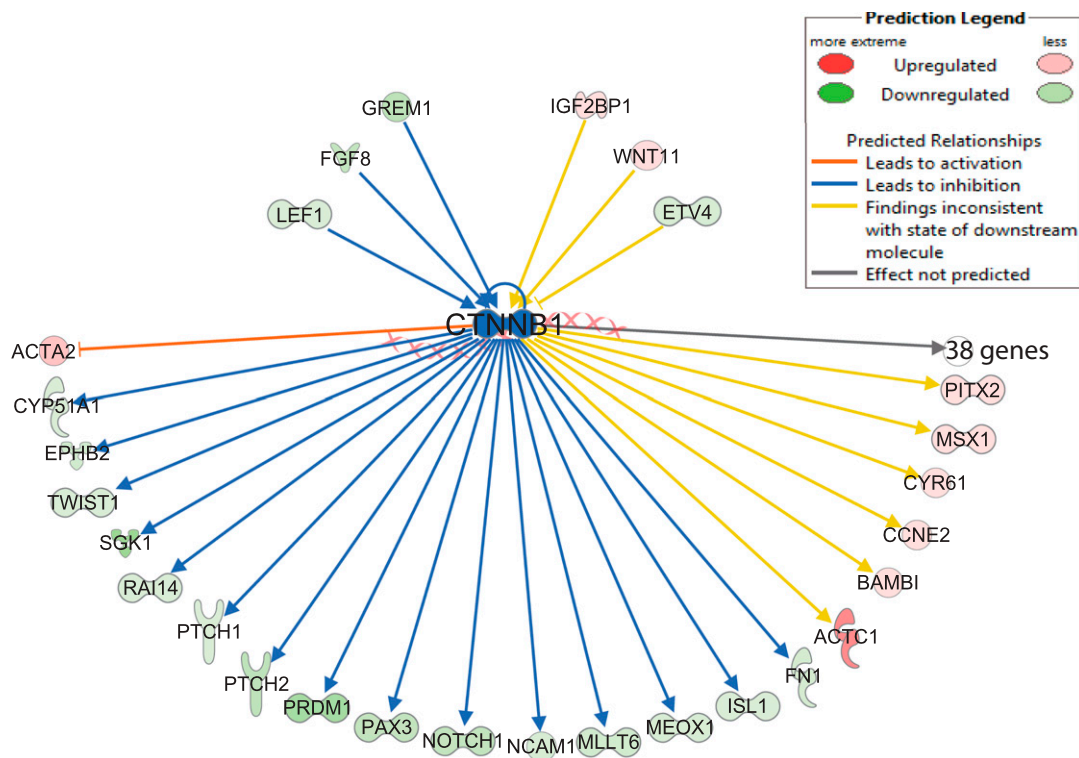 Prediction Legend
more extreme less
Upregulated
Downregulated
Predicted Relationships
Leads to activation
Leads to inhibition
Findings inconsistent
with state of downstream
molecule
Effect not predicted
GREM1
IGF2BP1
FGF8
WNT11
LEF1
ETV4
CTNNB1
ACTA2
38 genes
CYP51A1
PITX2
EPHB2
MSX1
TWIST1
CYR61
SGK1
CCNE2
RAI14
BAMBI
PTCH1
ACTC1
PTCH2
FN1
PRDM1
ISL1
PAX3
MEOX1
NOTCH1
MLLT6
NCAM1